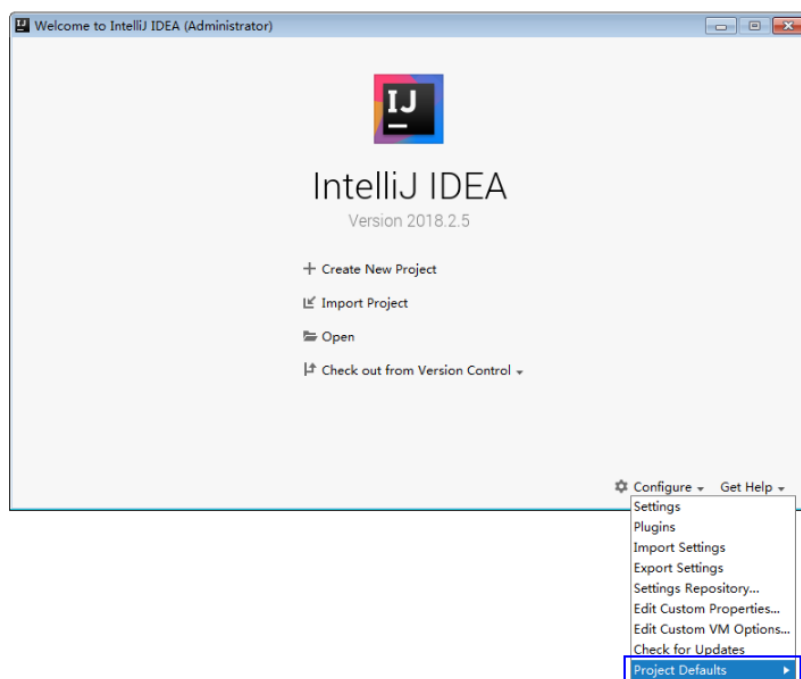 Welcome to IntelliJ IDEA (Administrator)
IJ
IntelliJ IDEA
Version 2018.2.5
Create New Project
Import Project
Open
Check out from Version Control
Configure Get Help
Settings
Plugins
Import Settings
Export Settings
Settings Repository...
Edit Custom Properties...
Edit Custom VM Options...
Check for Updates
Project Defaults